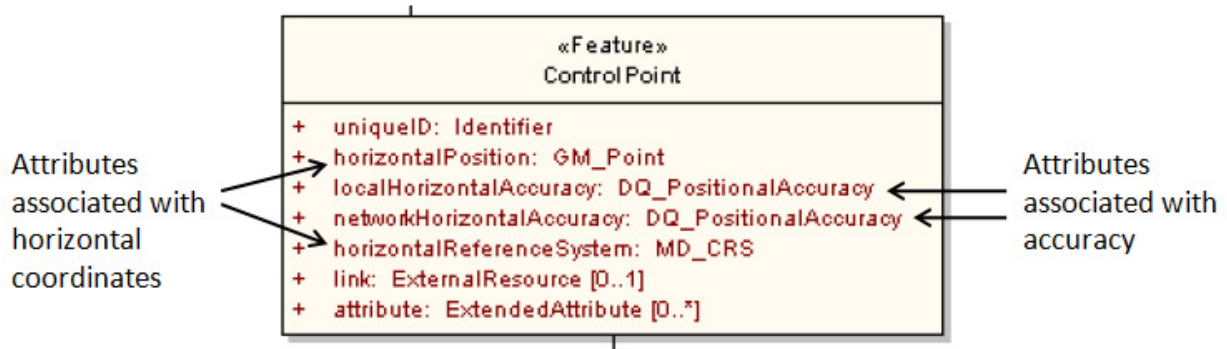 «Feature»
ControlPoint
+ uniqueID: Identifier
+ horizontalPosition: GM_Point
+ localHorizontalAccuracy: DQ_PositionalAccuracy
+ networkHorizontalAccuracy: DQ_PositionalAccuracy
+ horizontalReferenceSystem: MD_CRS
+ link: ExternalResource [0..1]
+ attribute: ExtendedAttribute [0..*]
Attributes
associated with
horizontal
coordinates
Attributes
associated with
accuracy